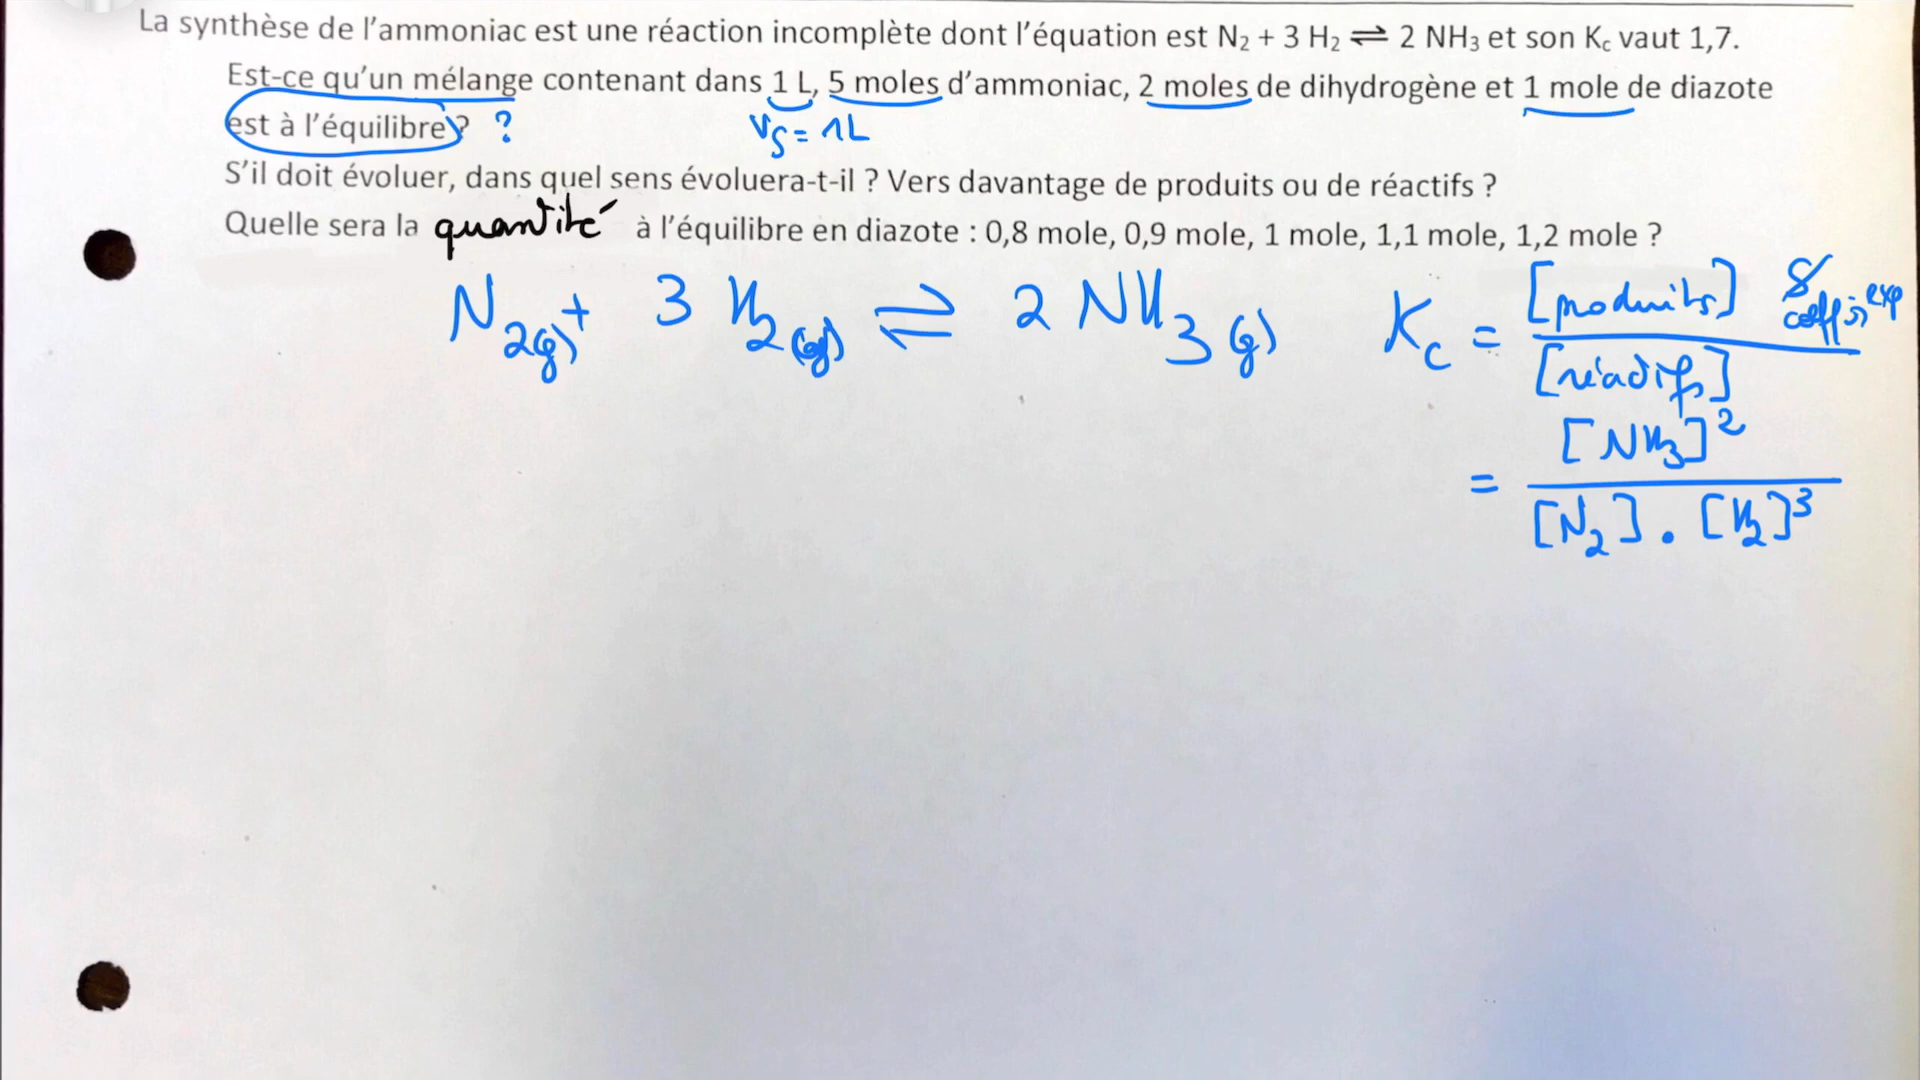 La synthèse de l'ammoniac est une réaction incomplète dont l'équation est N₂ + 3 H₂ ⇌ 2 NH₃ et son Kc vaut 1,7.
Est-ce qu'un mélange contenant dans 1 L, 5 moles d'ammoniac, 2 moles de dihydrogène et 1 mole de diazote
est à l'équilibre ? ?
Vs = 1L
S'il doit évoluer, dans quel sens évoluera-t-il ? Vers davantage de produits ou de réactifs ?
Quelle sera la quantité à l'équilibre en diazote : 0,8 mole, 0,9 mole, 1 mole, 1,1 mole, 1,2 mole ?
N₂(g) + 3 H₂(g) ⇌ 2 NH₃(g)
Kc = [produits] / [réactifs] exp
= [NH₃]² / [N₂] . [H₂]³